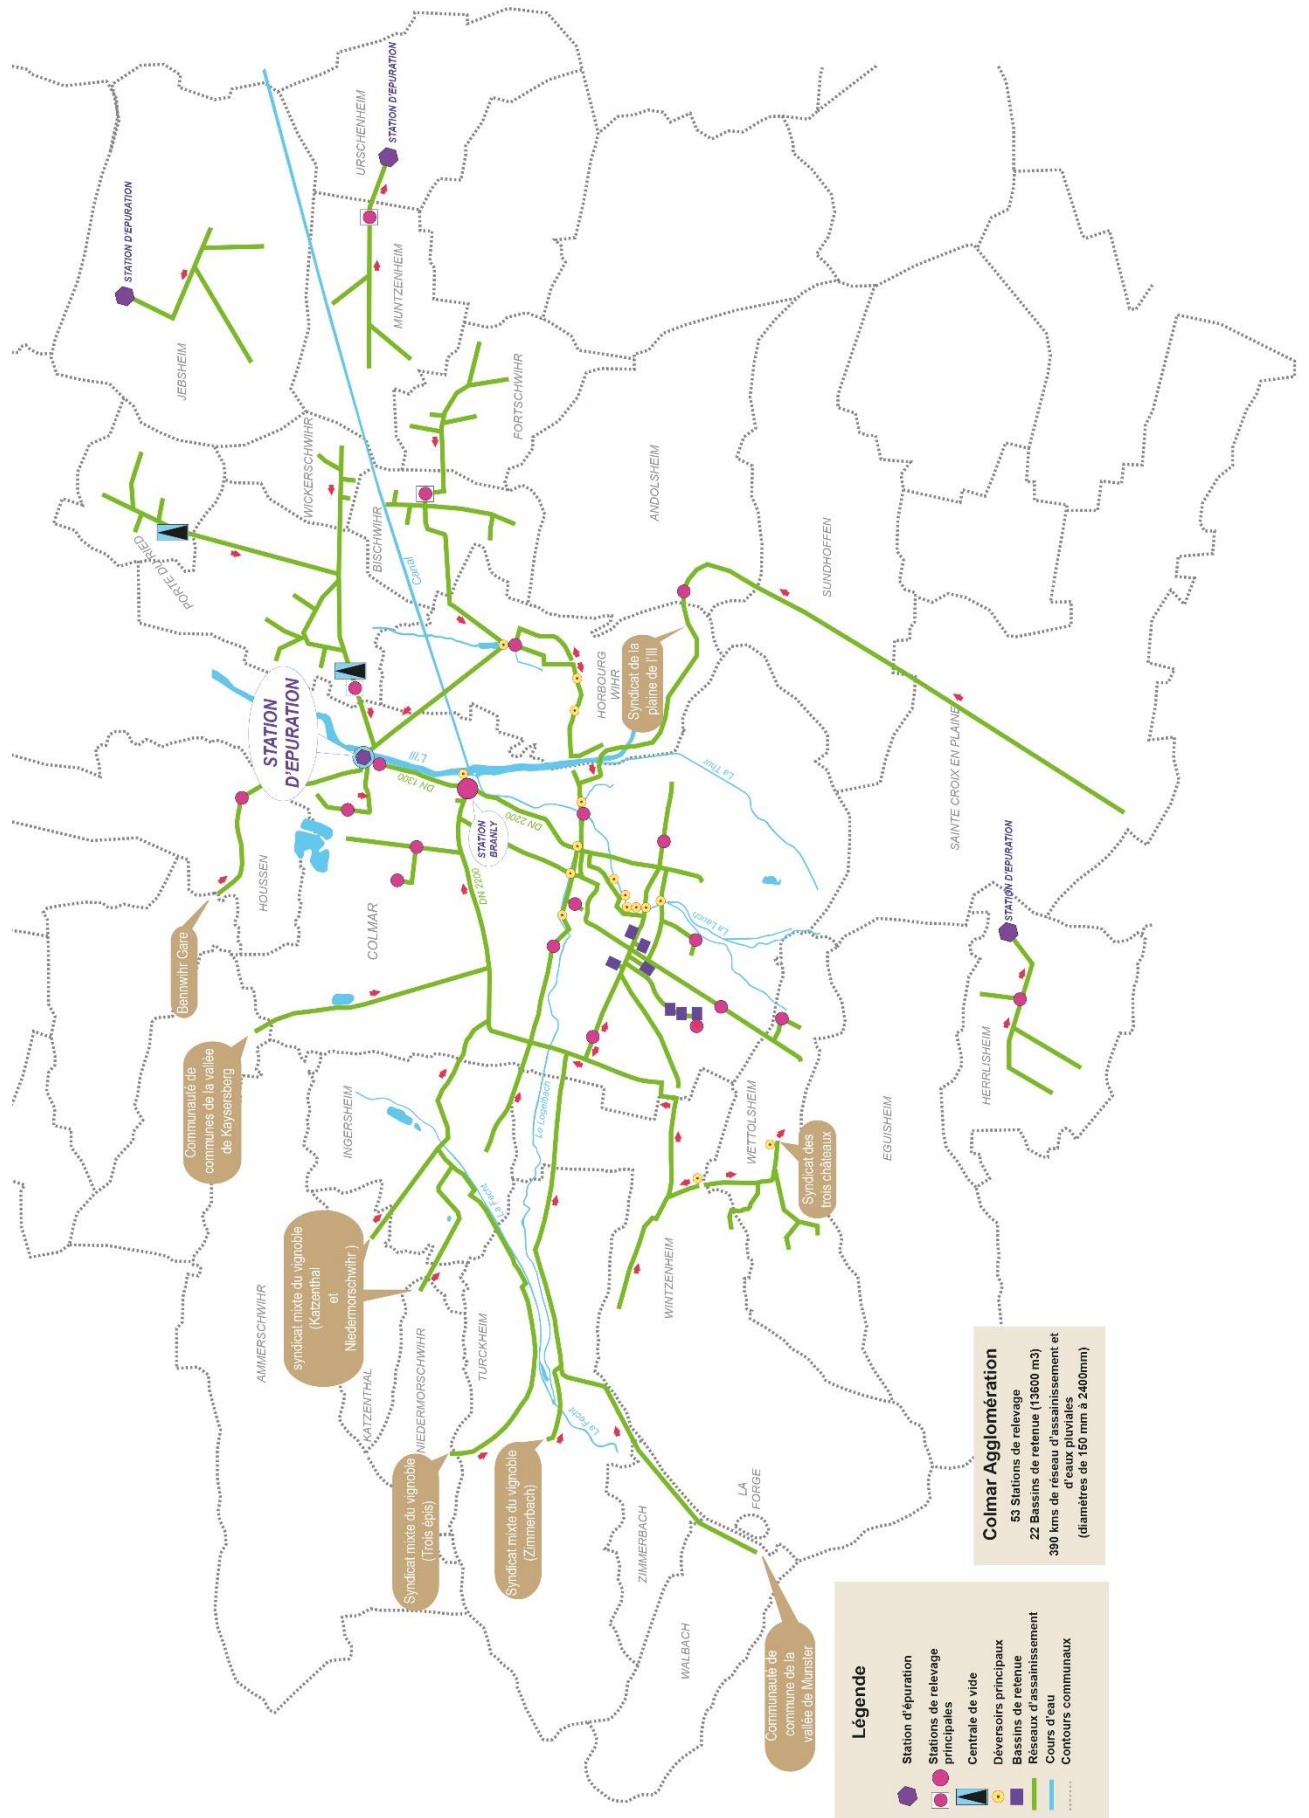 STATION D'EPURATION
JEBSHEIM
URSCHENHEIM
STATION D'EPURATION
MUNTZENHEIM
PORTE DU RIED
WICKERSCHWIHR
BISCHWIHR
FORTSCHWIHR
Canal
ANDOLSHEIM
SUNDHOFFEN
SAINTE CROIX EN PLAINE
HORBOURG
WIHR
Syndicat de la
plaine de l'Ill
STATION
D'EPURATION
L'Ill
DN 1300
STATION
BRANLY
DN 2200
DN 2200
La Thur
La Lauch
HOUSSEN
Bennwihr Gare
COLMAR
Communauté de
communes de la vallée
de Kaysersberg
INGERSHEIM
Le Logelbach
La Fecht
AMMERSCHWIHR
syndicat mixte du vignoble
(Katzenthal
et
Niedermorschwihr )
KATZENTHAL
NIEDERMORSCHWIHR
TURCKHEIM
Syndicat mixte du vignoble
(Trois épis)
Syndicat mixte du vignoble
(Zimmerbach)
La Fecht
WINTZENHEIM
WETTOLSHEIM
Syndicat des
trois châteaux
EGUISHEIM
HERRLISHEIM
STATION D'EPURATION
ZIMMERBACH
LA
FORGE
WALBACH
Communauté de
commune de la
vallée de Munster
Légende
Station d'épuration
Stations de relevage
principales
Centrale de vide
Déversoirs principaux
Bassins de retenue
Réseaux d'assainissement
Cours d'eau
Contours communaux
Colmar Agglomération
53 Stations de relevage
22 Bassins de retenue (13600 m3)
390 kms de réseau d'assainissement et
d'eaux pluviales
(diamètres de 150 mm à 2400mm)